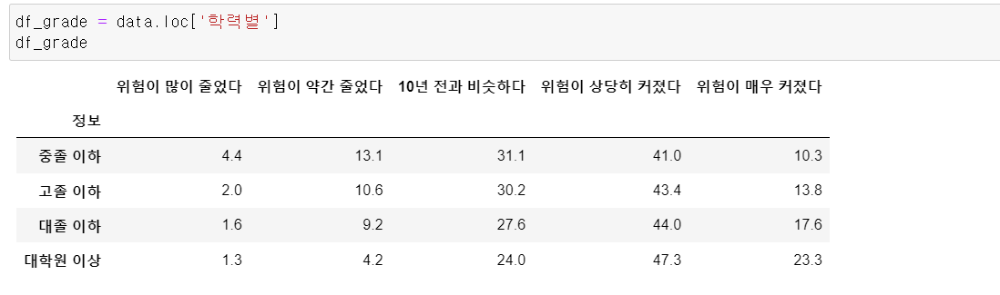 df_grade = data.loc['학력별']
df_grade
위험이 많이 줄었다 위험이 약간 줄었다 10년 전과 비슷하다 위험이 상당히 커졌다 위험이 매우 커졌다
정보
중졸 이하 4.4 13.1 31.1 41.0 10.3
고졸 이하 2.0 10.6 30.2 43.4 13.8
대졸 이하 1.6 9.2 27.6 44.0 17.6
대학원 이상 1.3 4.2 24.0 47.3 23.3